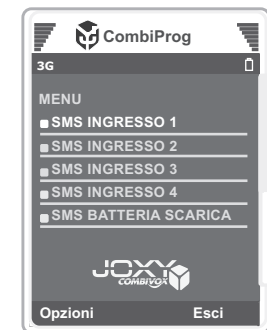 CombiProg
3G
MENU
SMS INGRESSO 1
SMS INGRESSO 2
SMS INGRESSO 3
SMS INGRESSO 4
SMS BATTERIA SCARICA
JOXY
COMBIVOX
Opzioni Esci